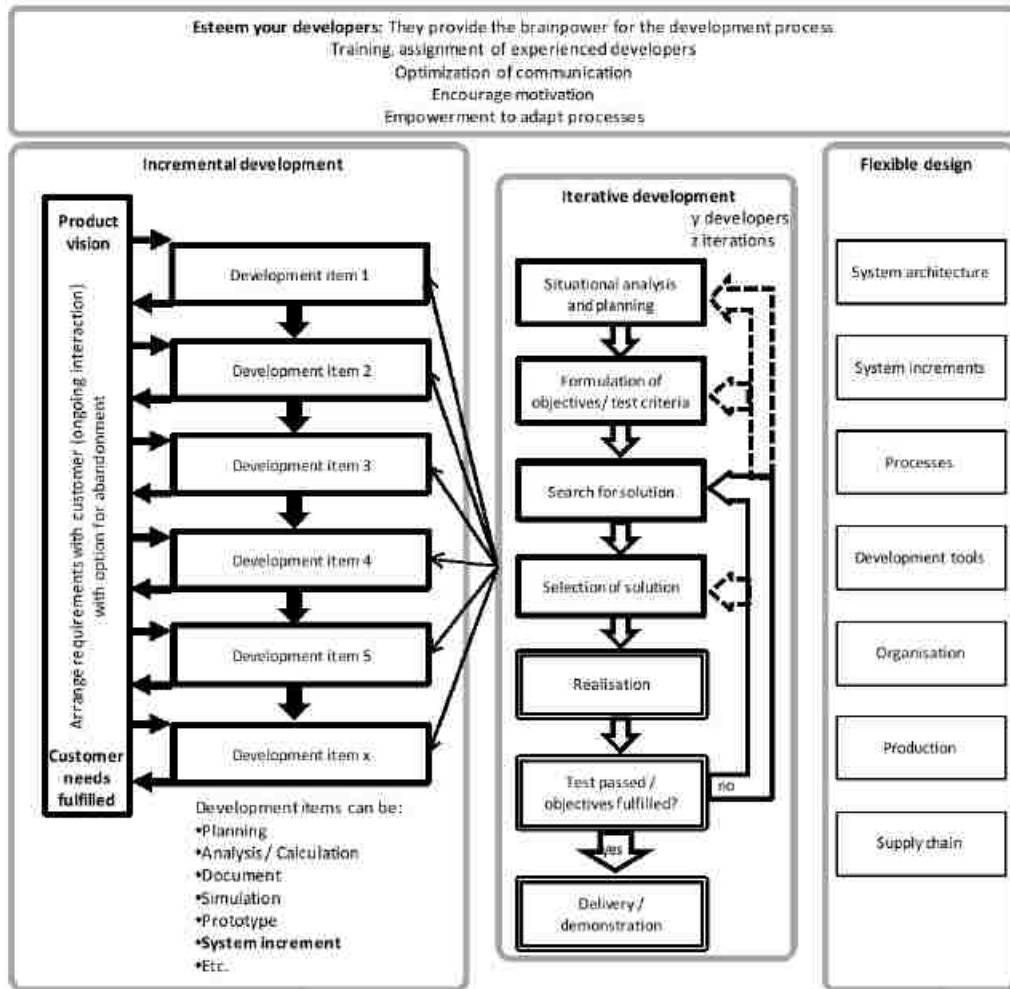 Esteem your developers: They provide the brainpower for the development process
Training, assignment of experienced developers
Optimization of communication
Encourage motivation
Empowerment to adapt processes
Incremental development
Product
vision
Arrange requirements with customer (ongoing interaction)
with option for abandonment
Customer
needs
fulfilled
Development item 1
Development item 2
Development item 3
Development item 4
Development item 5
Development item x
Development items can be:
•Planning
•Analysis / Calculation
•Document
•Simulation
•Prototype
•System increment
•Etc.
Iterative development
y developers
z iterations
Situational analysis
and planning
Formulation of
objectives/ test criteria
Search for solution
Selection of solution
Realisation
Test passed /
objectives fulfilled?
no
yes
Delivery /
demonstration
Flexible design
System architecture
System increments
Processes
Development tools
Organisation
Production
Supply chain